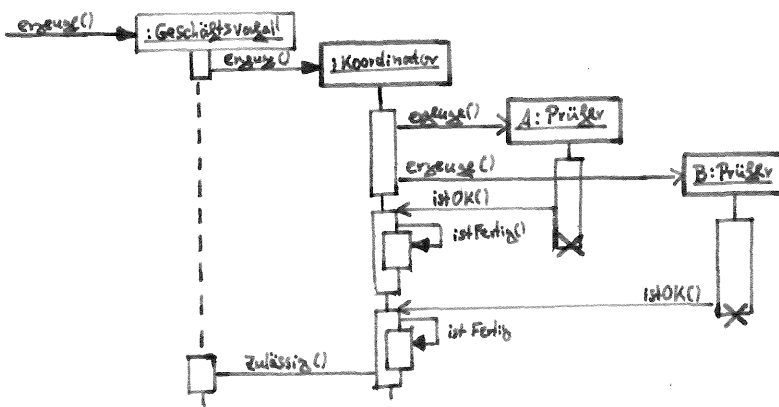 erzeuge()
:Geschäftsvorfall
erzeuge()
:Koordinator
erzeuge()
A:Prüfer
erzeuge()
B:Prüfer
istOK()
istFertig()
istOK()
istFertig
Zulässig()